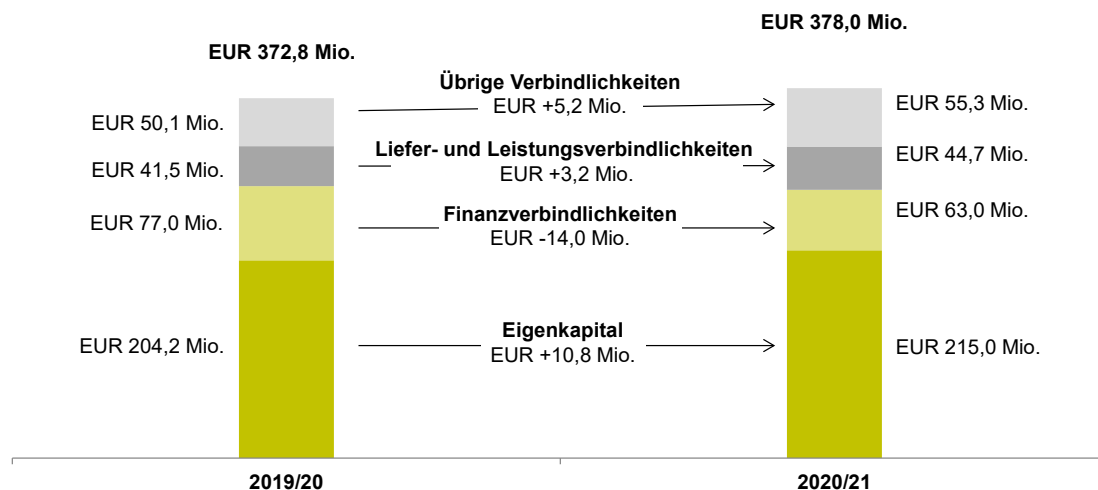 EUR 378,0 Mio.
EUR 372,8 Mio.
Übrige Verbindlichkeiten
EUR +5,2 Mio.
EUR 50,1 Mio.
EUR 55,3 Mio.
Liefer- und Leistungsverbindlichkeiten
EUR +3,2 Mio.
EUR 41,5 Mio.
EUR 44,7 Mio.
Finanzverbindlichkeiten
EUR -14,0 Mio.
EUR 77,0 Mio.
EUR 63,0 Mio.
Eigenkapital
EUR +10,8 Mio.
EUR 204,2 Mio.
EUR 215,0 Mio.
2019/20
2020/21